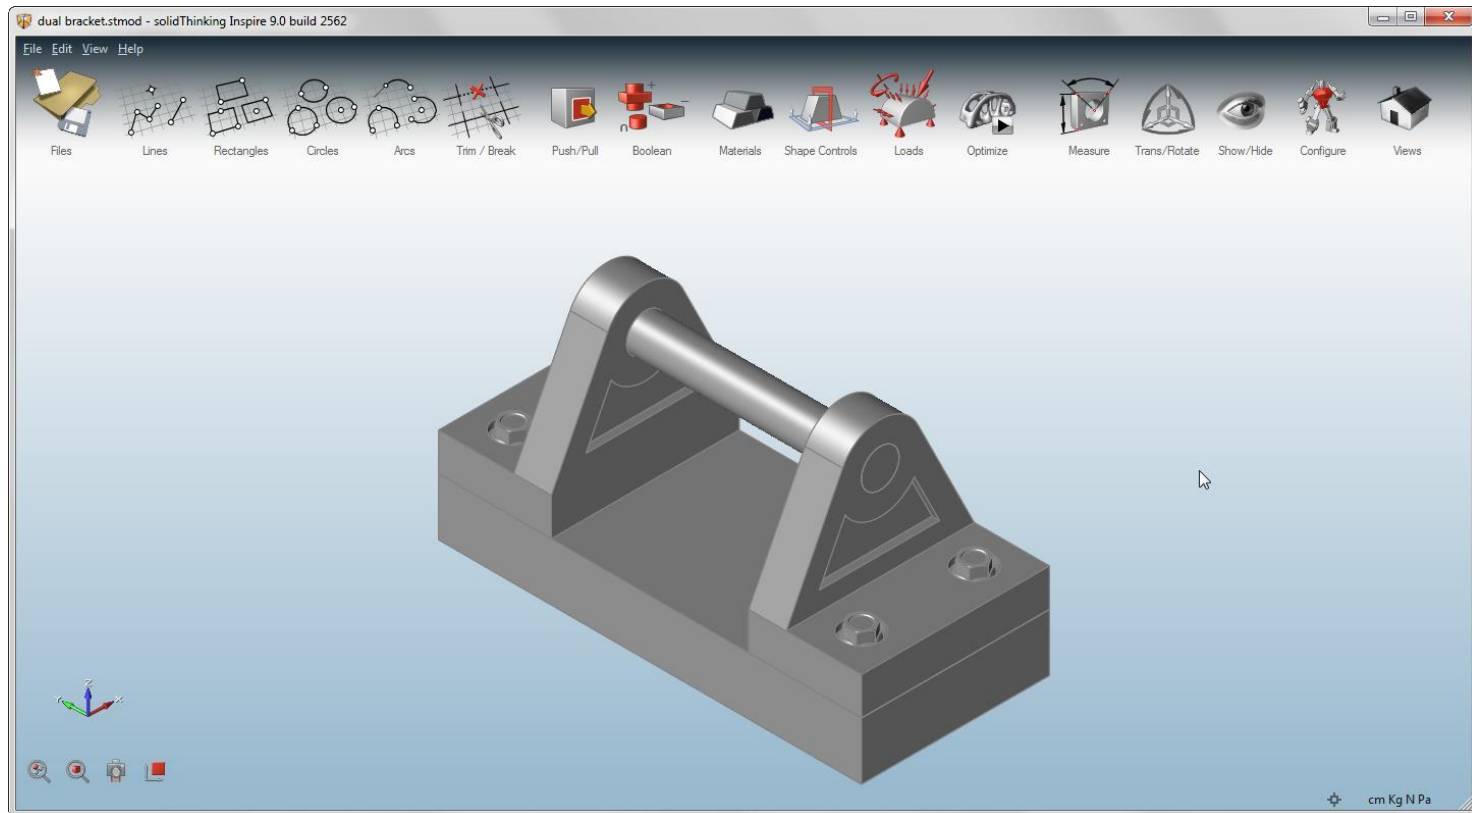 dual bracket.stmod - solidThinking Inspire 9.0 build 2562
File Edit View Help
Files Lines Rectangles Circles Arcs Trim / Break Push/Pull Boolean Materials Shape Controls Loads Optimize Measure Trans/Rotate Show/Hide Configure Views
Z
Y X
cm Kg N Pa